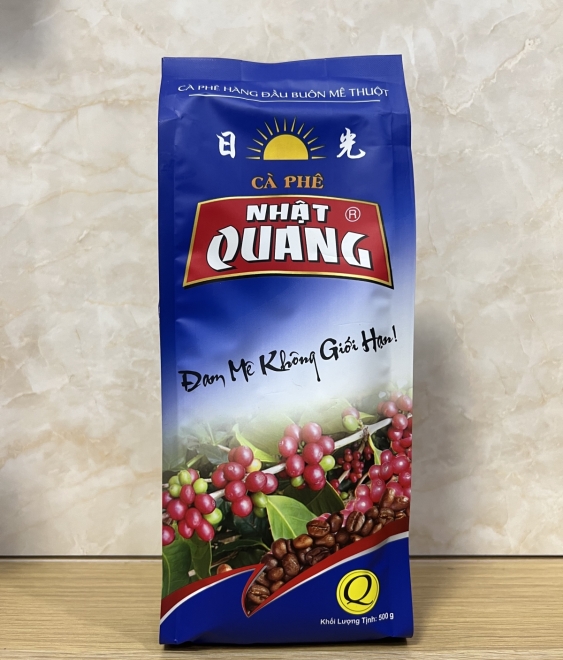 CÀ PHÊ HÀNG ĐẦU BUÔN MÊ THUỘT
日 光
CÀ PHÊ
NHẬT ®
QUANG
Đam Mê Không Giới Hạn!
Q
Khối Lượng Tịnh: 500 g